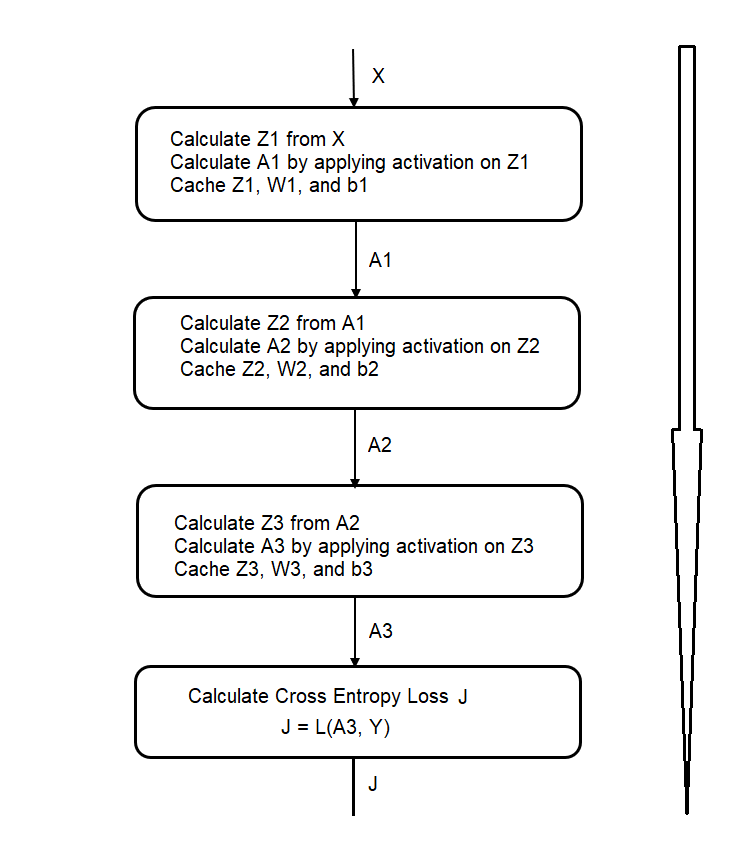 X
Calculate Z1 from X
Calculate A1 by applying activation on Z1
Cache Z1, W1, and b1
A1
Calculate Z2 from A1
Calculate A2 by applying activation on Z2
Cache Z2, W2, and b2
A2
Calculate Z3 from A2
Calculate A3 by applying activation on Z3
Cache Z3, W3, and b3
A3
Calculate Cross Entropy Loss J
J = L(A3, Y)
J